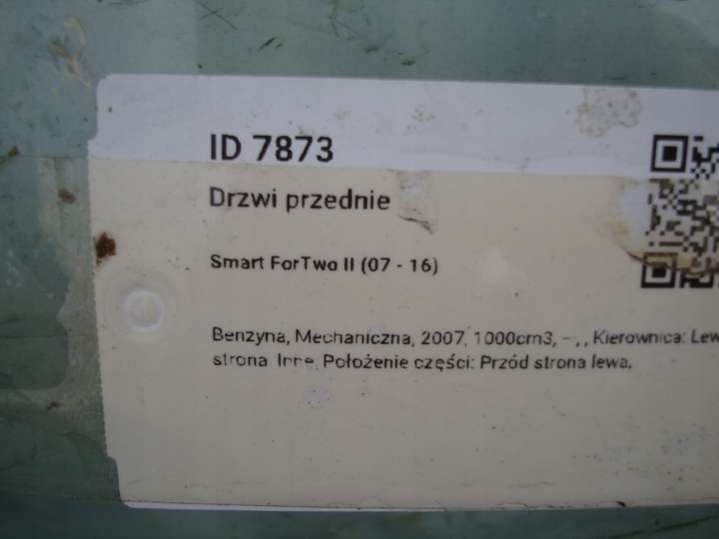 ID 7873
Drzwi przednie
Smart ForTwo II (07 - 16)
Benzyna, Mechaniczna, 2007, 1000cm3, - , , Kierownica: Lew
strona Inne, Położenie części: Przód strona lewa,